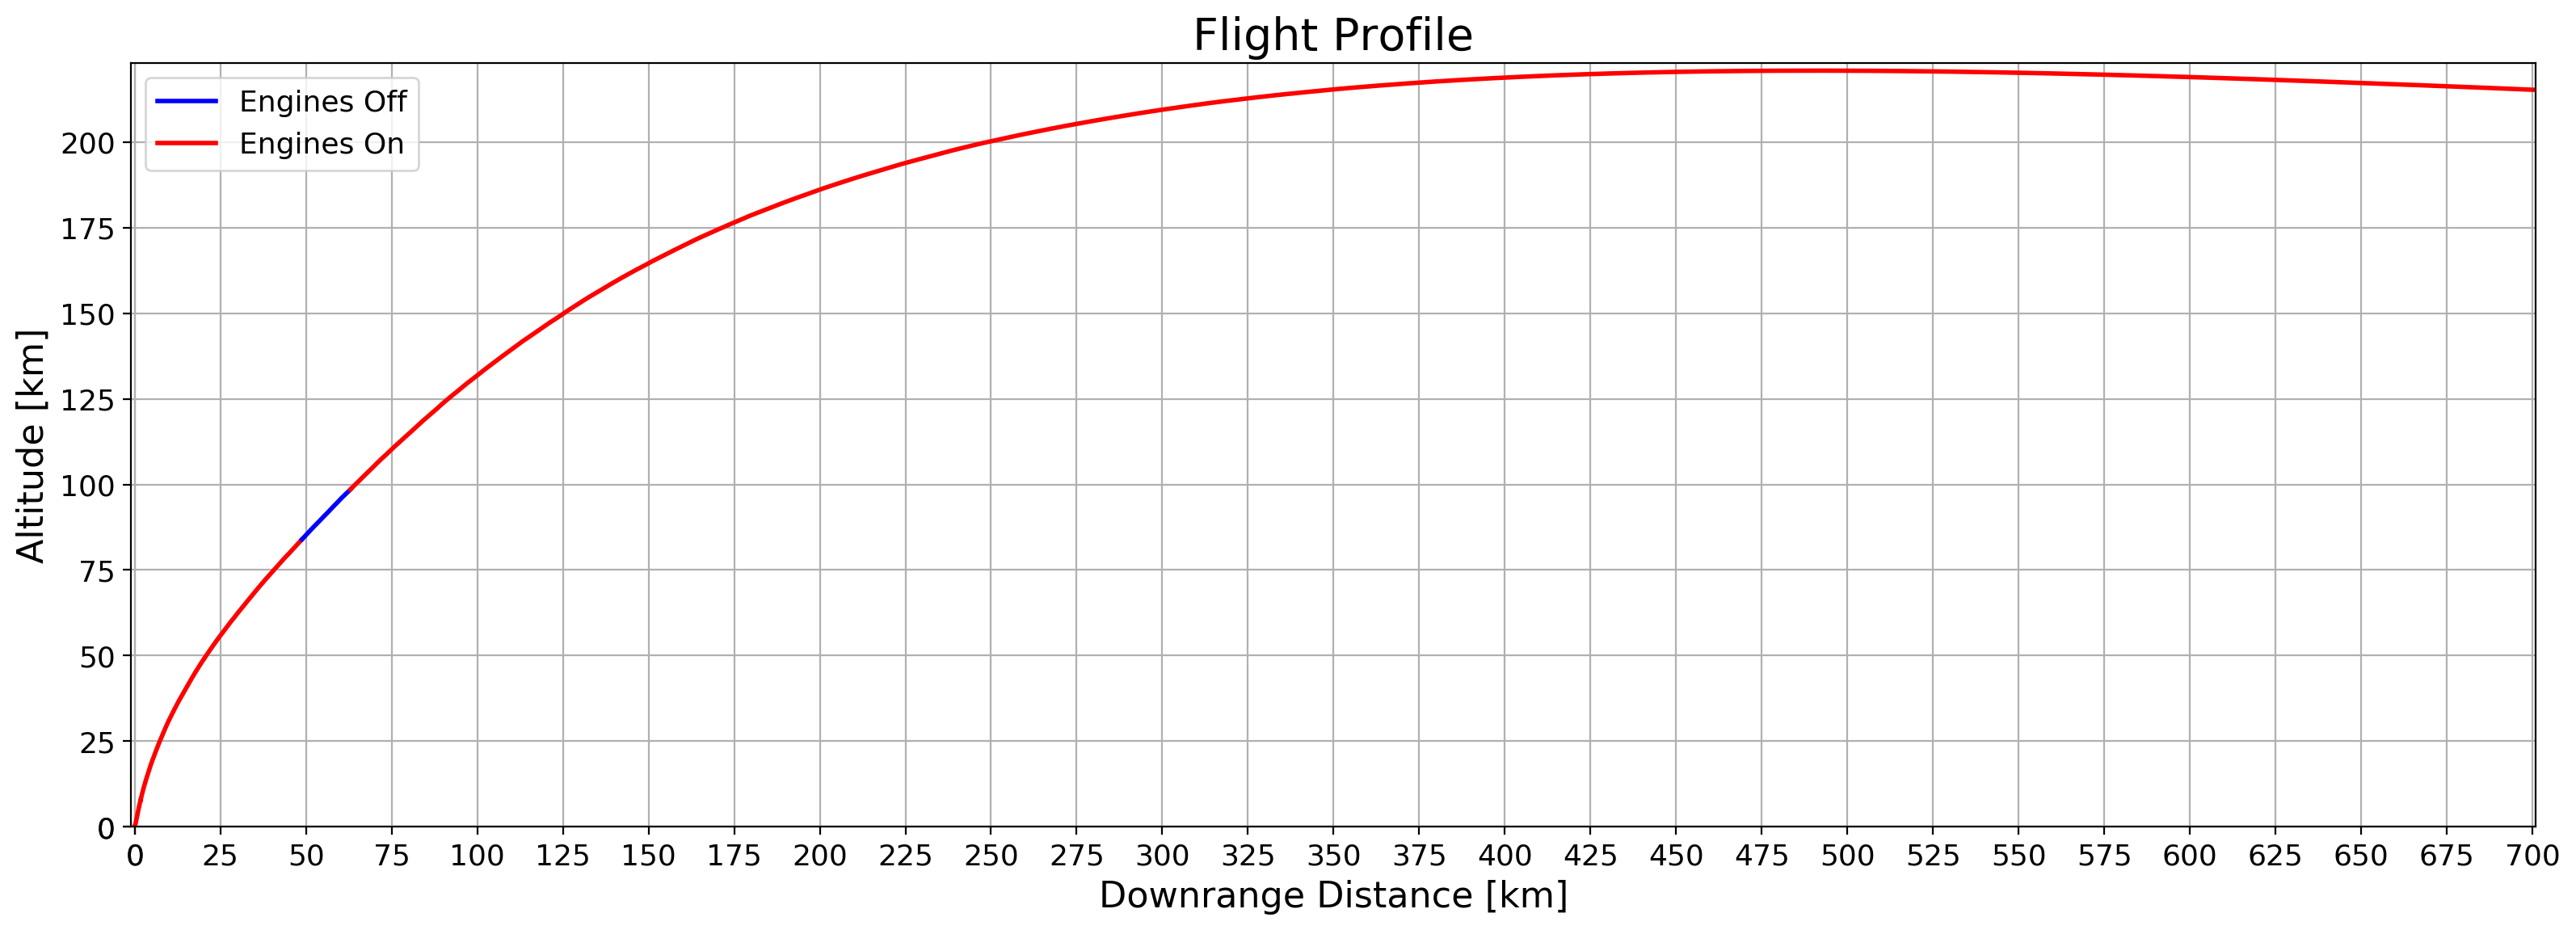 Flight Profile
Engines Off
Engines On
Altitude [km]
200
175
150
125
100
75
50
25
0
0 25 50 75 100 125 150 175 200 225 250 275 300 325 350 375 400 425 450 475 500 525 550 575 600 625 650 675 700
Downrange Distance [km]